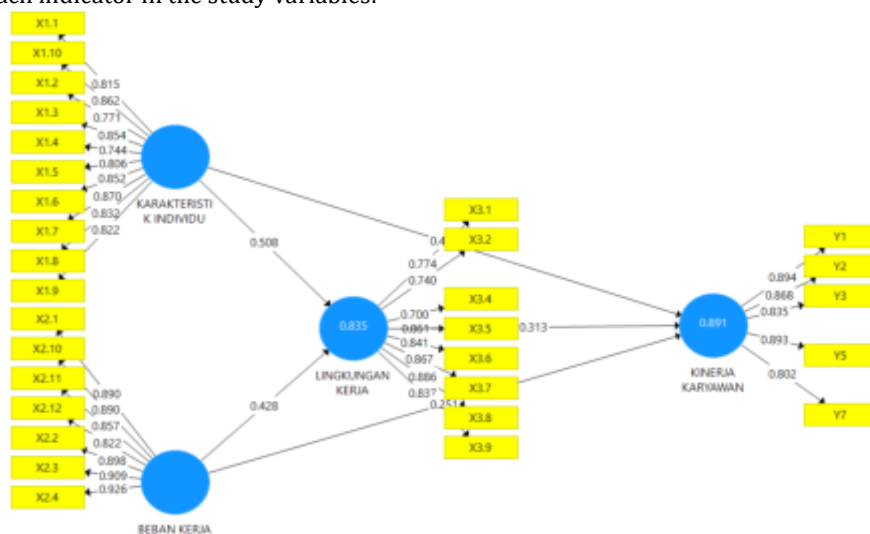 each indicator in the study variables.
X1.1
X1.10
X1.2
X1.3
X1.4
X1.5
X1.6
X1.7
X1.8
X1.9
X2.1
X2.10
X2.11
X2.12
X2.2
X2.3
X2.4
0.815
0.862
0.771
0.854
0.744
0.806
0.852
0.870
0.832
0.822
KARAKTERISTI
K INDIVIDU
0.890
0.890
0.857
0.822
0.898
0.909
0.926
BEBAN KERJA
0.508
0.428
0.835
LINGKUNGAN
KERJA
0.774
0.740
0.700
0.861
0.841
0.867
0.886
0.837
X3.1
X3.2
X3.4
X3.5
X3.6
X3.7
X3.8
X3.9
0.313
0.251
0.891
KINERJA
KARYAWAN
0.894
0.868
0.835
0.893
0.802
Y1
Y2
Y3
Y5
Y7